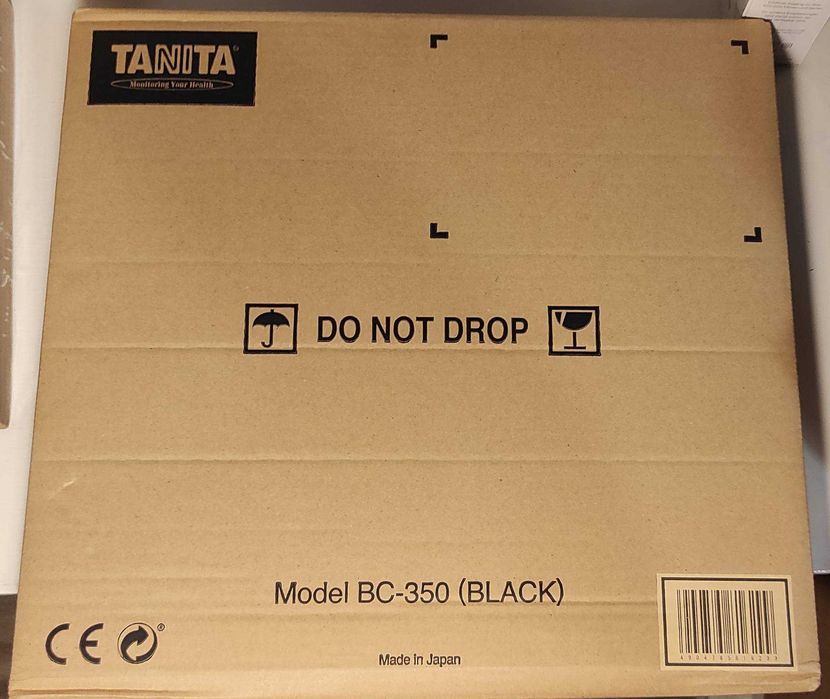 TANITA®
Monitoring Your Health
DO NOT DROP
Model BC-350 (BLACK)
CE
Made in Japan